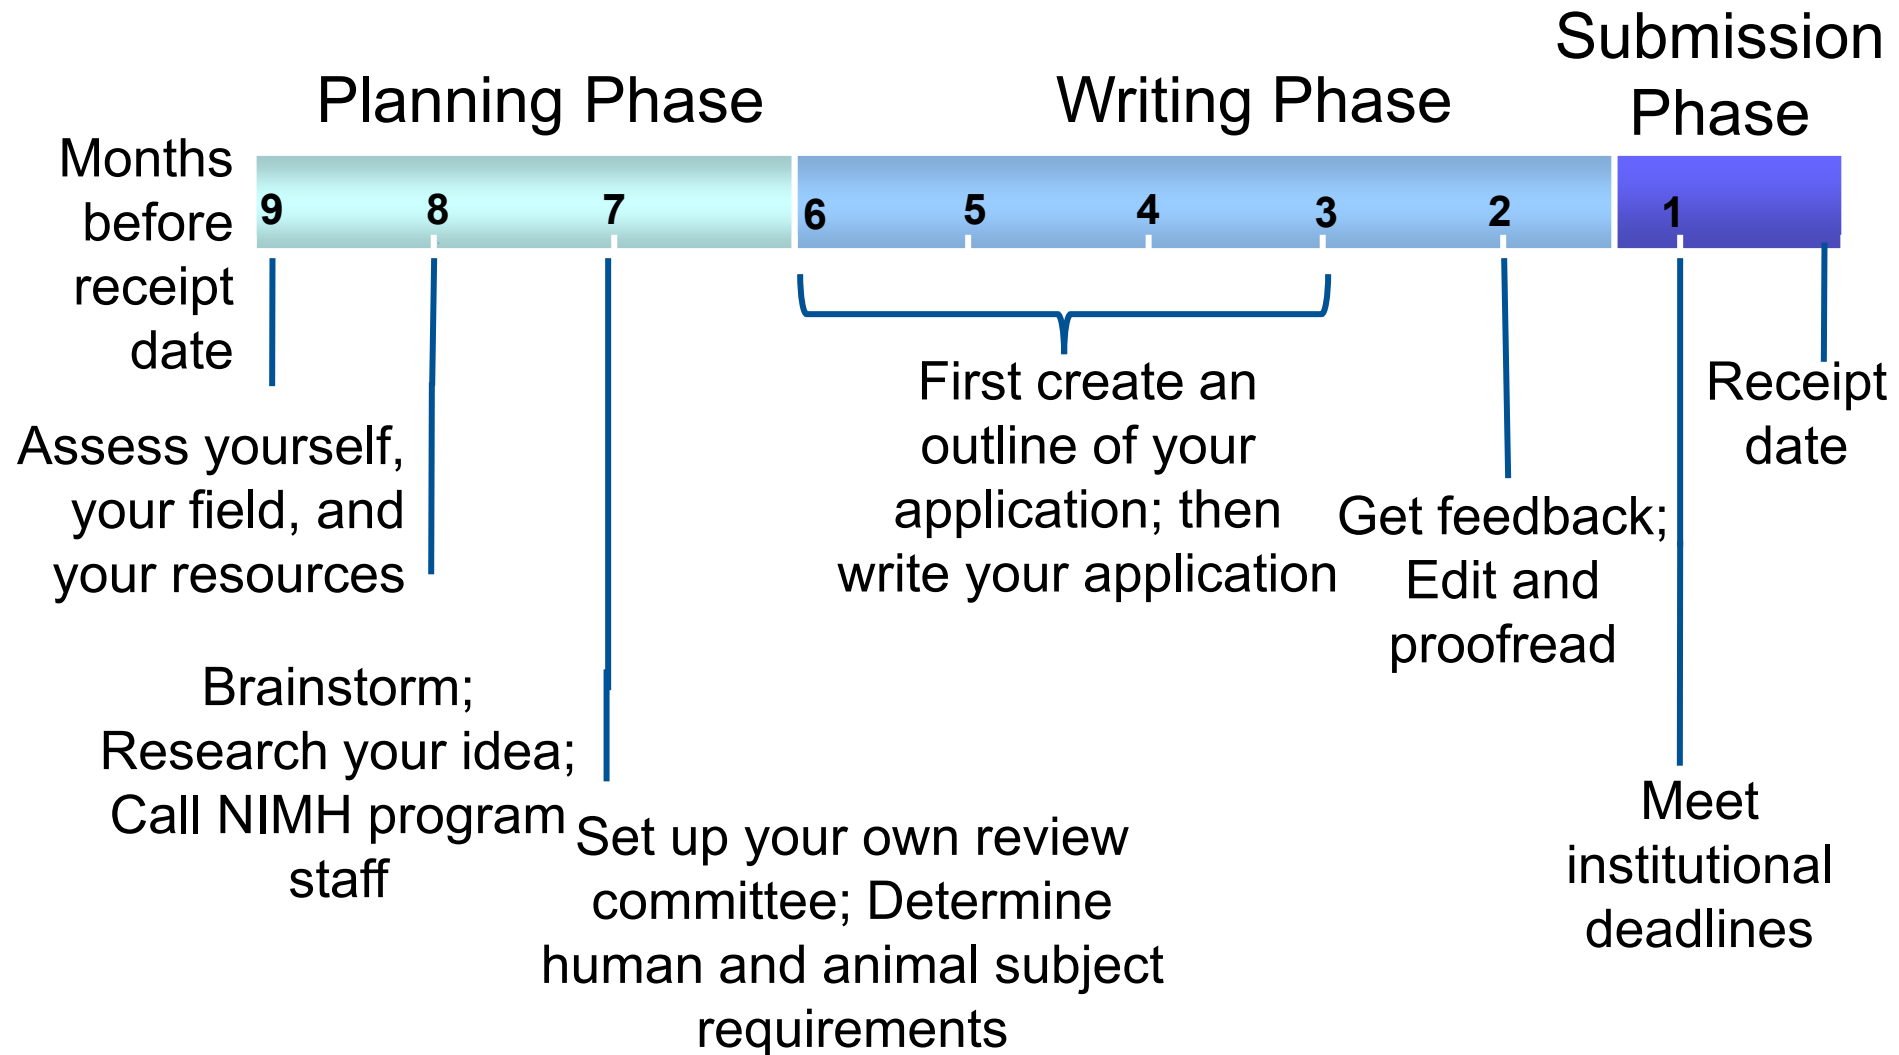 Planning Phase
Writing Phase
Submission
Phase
Months
before
receipt
date
9 8 7 6 5 4 3 2 1
Assess yourself,
your field, and
your resources
Brainstorm;
Research your idea;
Call NIMH program
staff
Set up your own review
committee; Determine
human and animal subject
requirements
First create an
outline of your
application; then
write your application
Get feedback;
Edit and
proofread
Meet
institutional
deadlines
Receipt
date